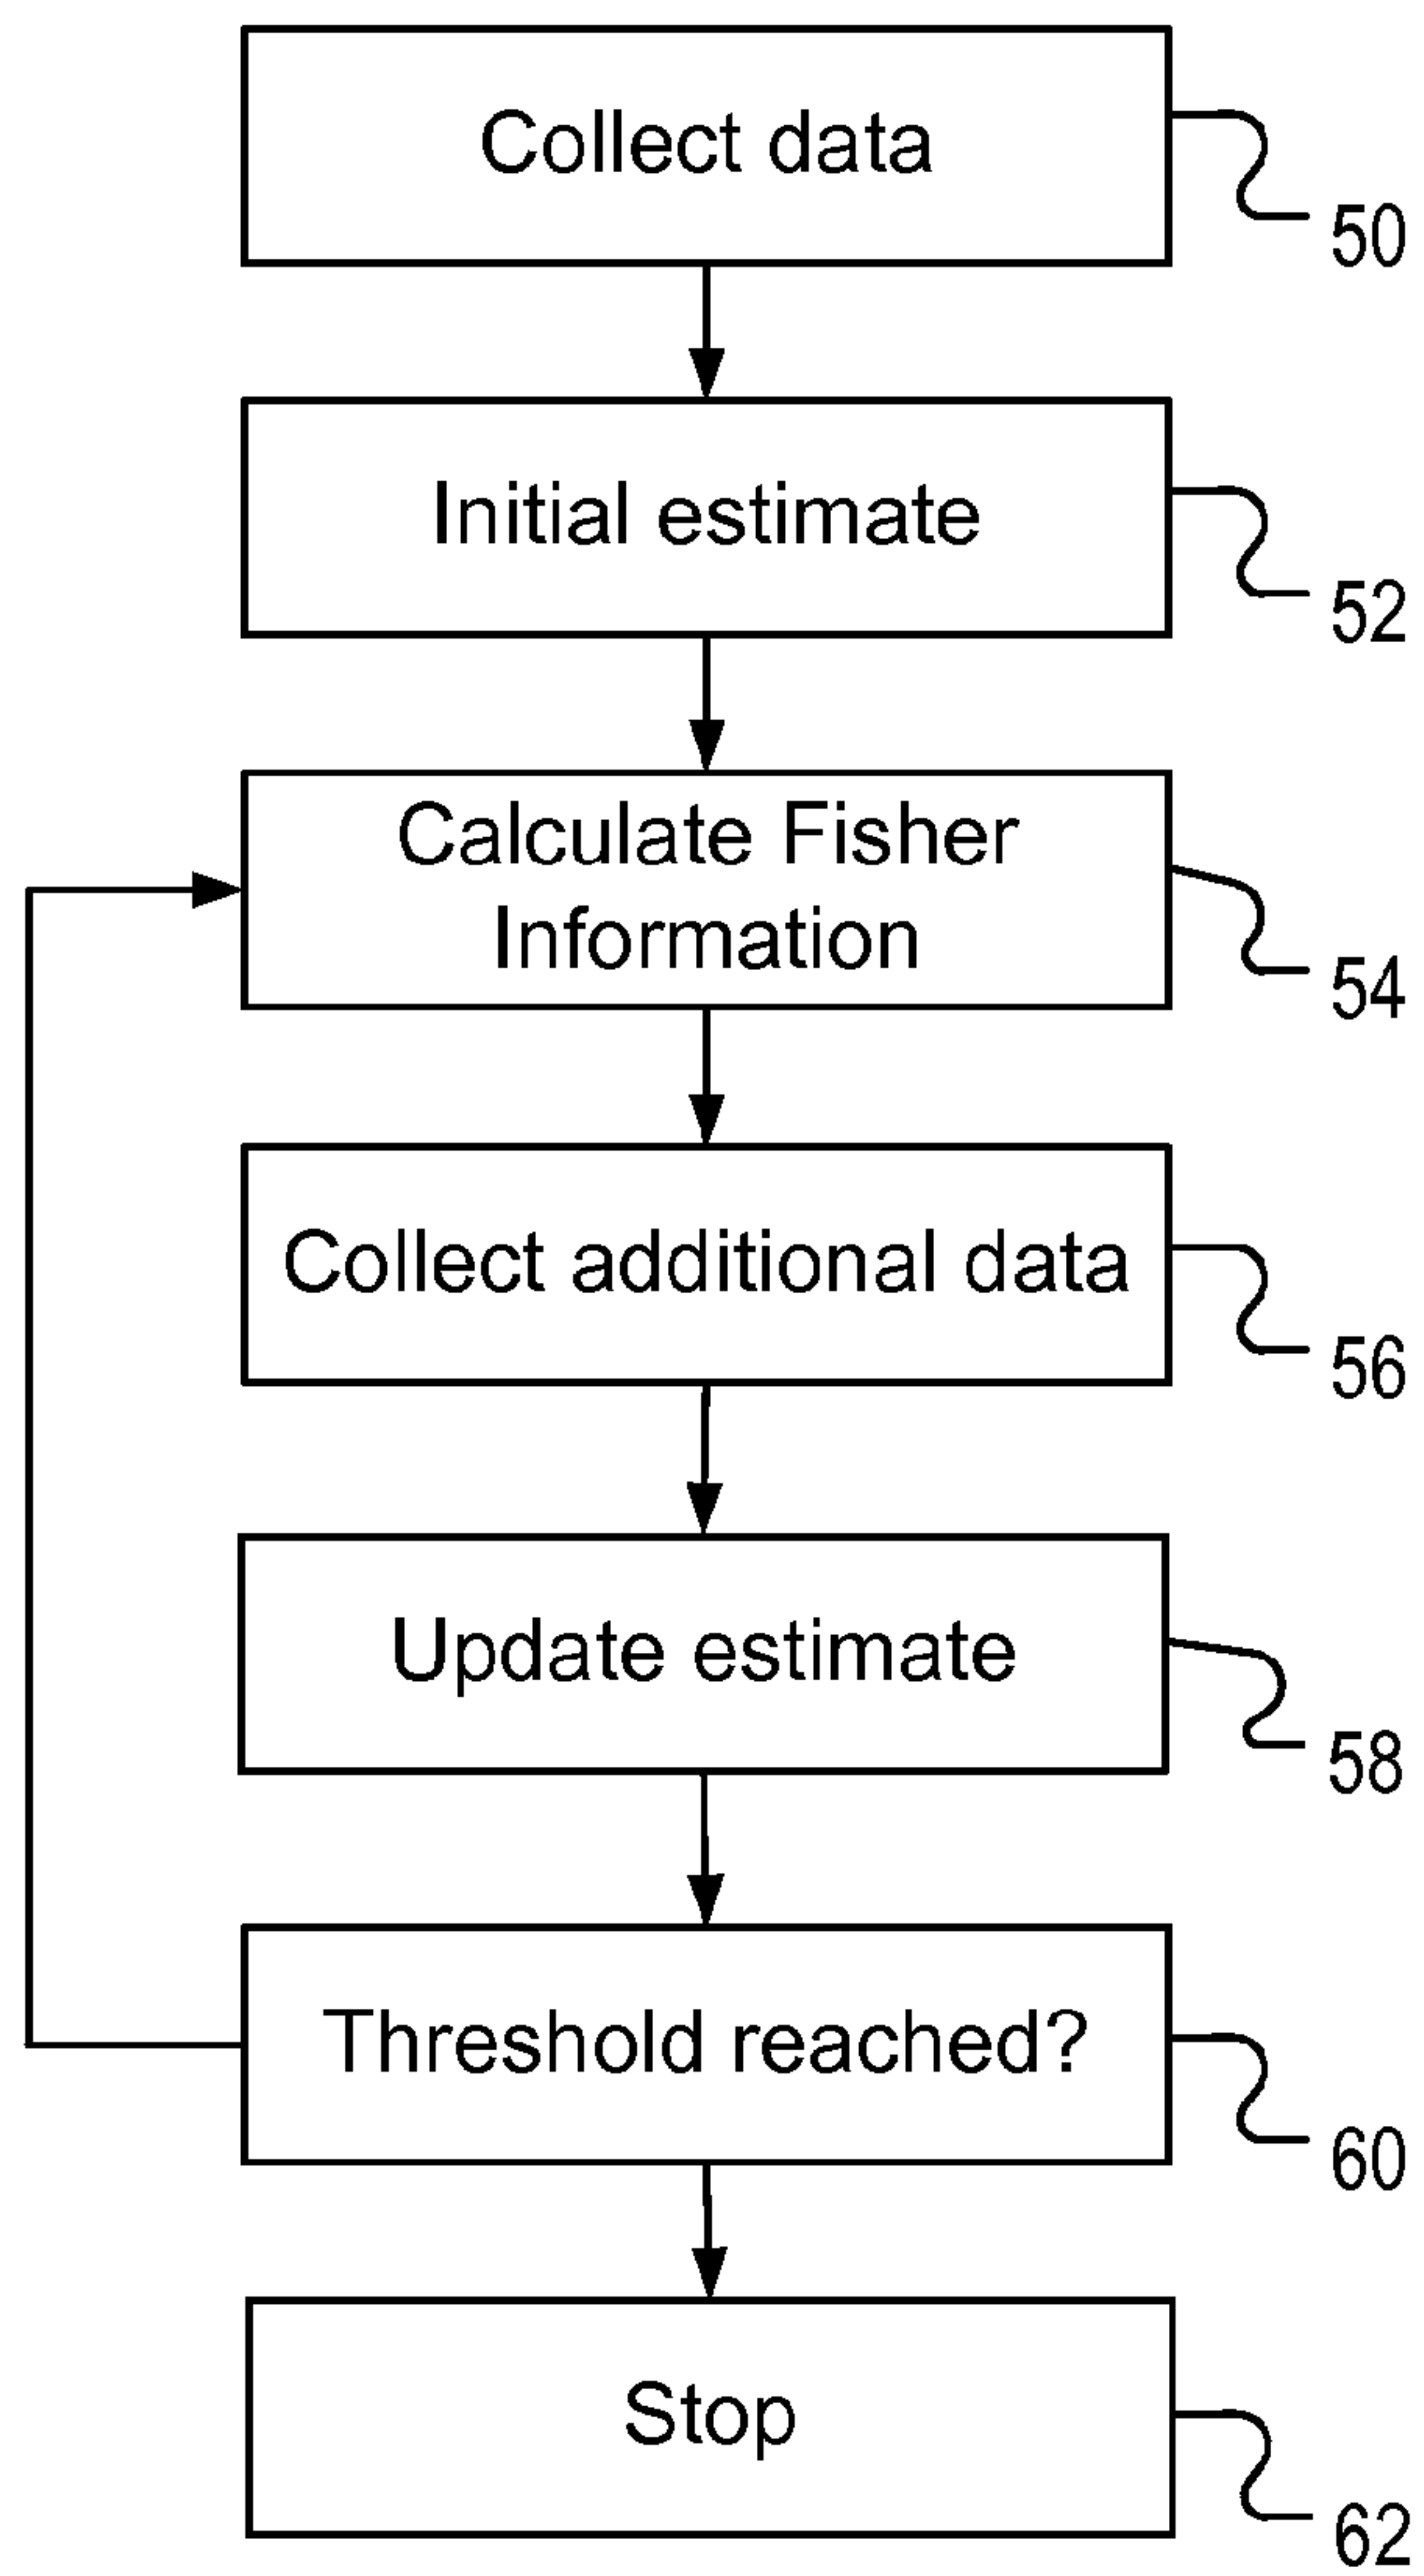 Collect data
50
Initial estimate
52
Calculate Fisher
Information
54
Collect additional data
56
Update estimate
58
Threshold reached?
60
Stop
62